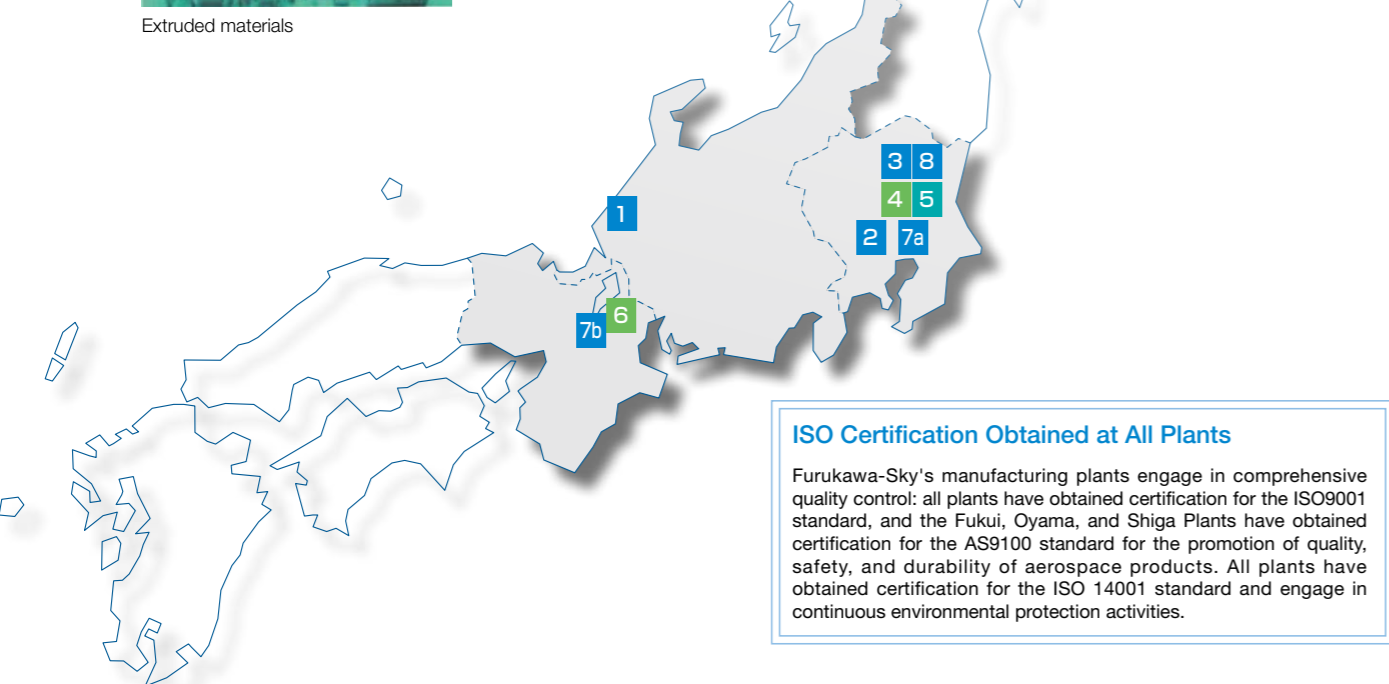 Extruded materials
1
3 8
4 5
2 7a
6
7b
ISO Certification Obtained at All Plants
Furukawa-Sky's manufacturing plants engage in comprehensive
quality control: all plants have obtained certification for the ISO9001
standard, and the Fukui, Oyama, and Shiga Plants have obtained
certification for the AS9100 standard for the promotion of quality,
safety, and durability of aerospace products. All plants have
obtained certification for the ISO 14001 standard and engage in
continuous environmental protection activities.